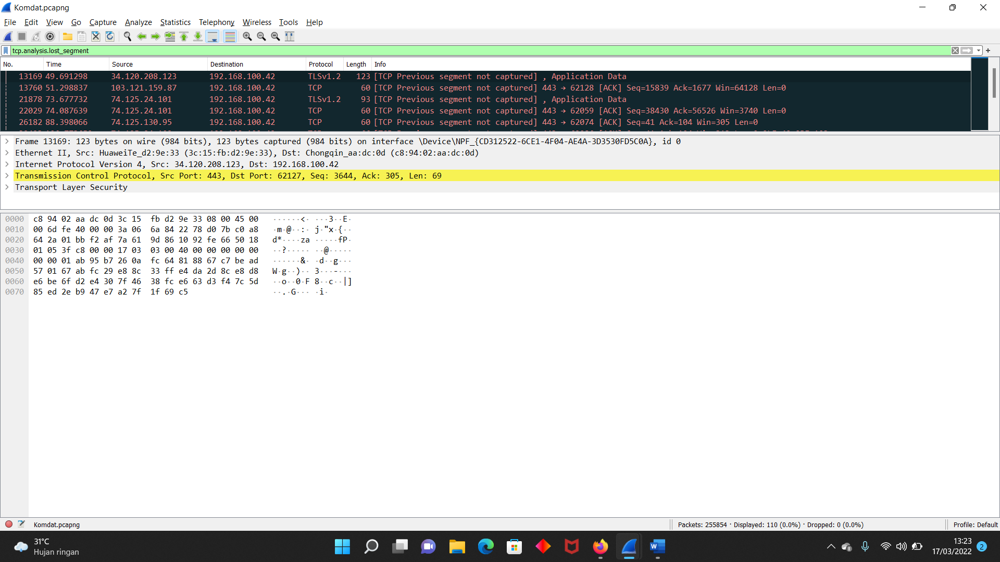 Komdat.pcapng
File Edit View Go Capture Analyze Statistics Telephony Wireless Tools Help
tcp.analysis.lost_segment
No. Time Source Destination Protocol Length Info
13169 49.691298 34.120.208.123 192.168.100.42 TLSv1.2 123 [TCP Previous segment not captured] , Application Data
13760 51.298837 103.121.159.87 192.168.100.42 TCP 60 [TCP Previous segment not captured] 443 → 62128 [ACK] Seq=15839 Ack=1677 Win=64128 Len=0
21878 73.677732 74.125.24.101 192.168.100.42 TLSv1.2 93 [TCP Previous segment not captured] , Application Data
22029 74.087639 74.125.24.101 192.168.100.42 TCP 60 [TCP Previous segment not captured] 443 → 62059 [ACK] Seq=38430 Ack=56526 Win=3740 Len=0
26182 88.398066 74.125.130.95 192.168.100.42 TCP 60 [TCP Previous segment not captured] 443 → 62074 [ACK] Seq=41 Ack=104 Win=305 Len=0
Frame 13169: 123 bytes on wire (984 bits), 123 bytes captured (984 bits) on interface \Device\NPF_{CD312522-6CE1-4F04-AE4A-3D3530FD5C0A}, id 0
Ethernet II, Src: HuaweiTe_d2:9e:33 (3c:15:fb:d2:9e:33), Dst: Chongqin_aa:dc:0d (c8:94:02:aa:dc:0d)
Internet Protocol Version 4, Src: 34.120.208.123, Dst: 192.168.100.42
Transmission Control Protocol, Src Port: 443, Dst Port: 62127, Seq: 3644, Ack: 305, Len: 69
Transport Layer Security
0000 c8 94 02 aa dc 0d 3c 15 fb d2 9e 33 08 00 45 00 ······<· ···3··E·
0010 00 6d fe 40 00 00 3a 06 6a 84 22 78 d0 7b c0 a8 ·m·@··:· j·"x·{··
0020 64 2a 01 bb f2 af 7a 61 9d 86 10 92 fe 66 50 18 d*····za ·····fP·
0030 01 05 3f c8 00 00 17 03 03 00 40 00 00 00 00 00 ··?····· ··@·····
0040 00 00 01 ab 95 b7 26 0a fc 64 81 88 67 c7 be ad ······&· ·d··g···
0050 57 01 67 ab fc 29 e8 8c 33 ff e4 da 2d 8c e8 d8 W·g··)·· 3···-···
0060 e6 be 6f d2 e4 30 7f 46 38 fc e6 63 d3 f4 7c 5d ··o··0·F 8··c··|]
0070 85 ed 2e b9 47 e7 a2 7f 1f 69 c5 ··.·G··· ·i·
Komdat.pcapng Packets: 255854 · Displayed: 110 (0.0%) · Dropped: 0 (0.0%) Profile: Default
31°C
Hujan ringan
13:23
17/03/2022
2